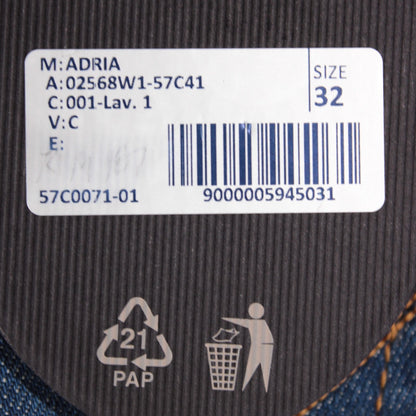 M:ADRIA
A:02568W1-57C41
C:001-Lav. 1
V:C
E:
SIZE
32
57C0071-01
9000005945031
21
PAP